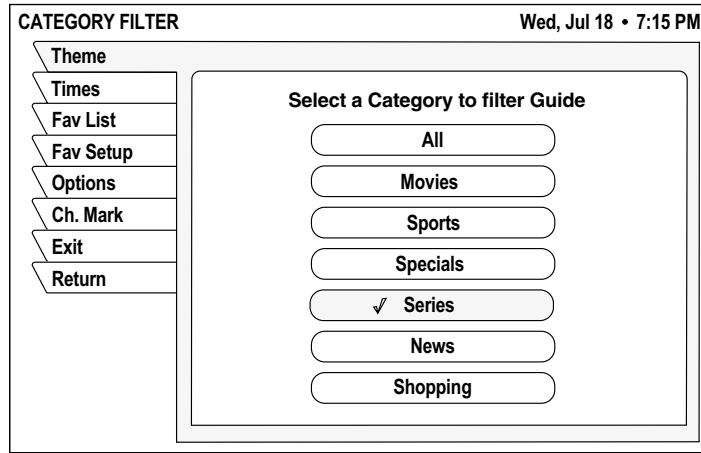 CATEGORY FILTER
Wed, Jul 18 • 7:15 PM
Theme
Times
Fav List
Fav Setup
Options
Ch. Mark
Exit
Return
Select a Category to filter Guide
All
Movies
Sports
Specials
√ Series
News
Shopping